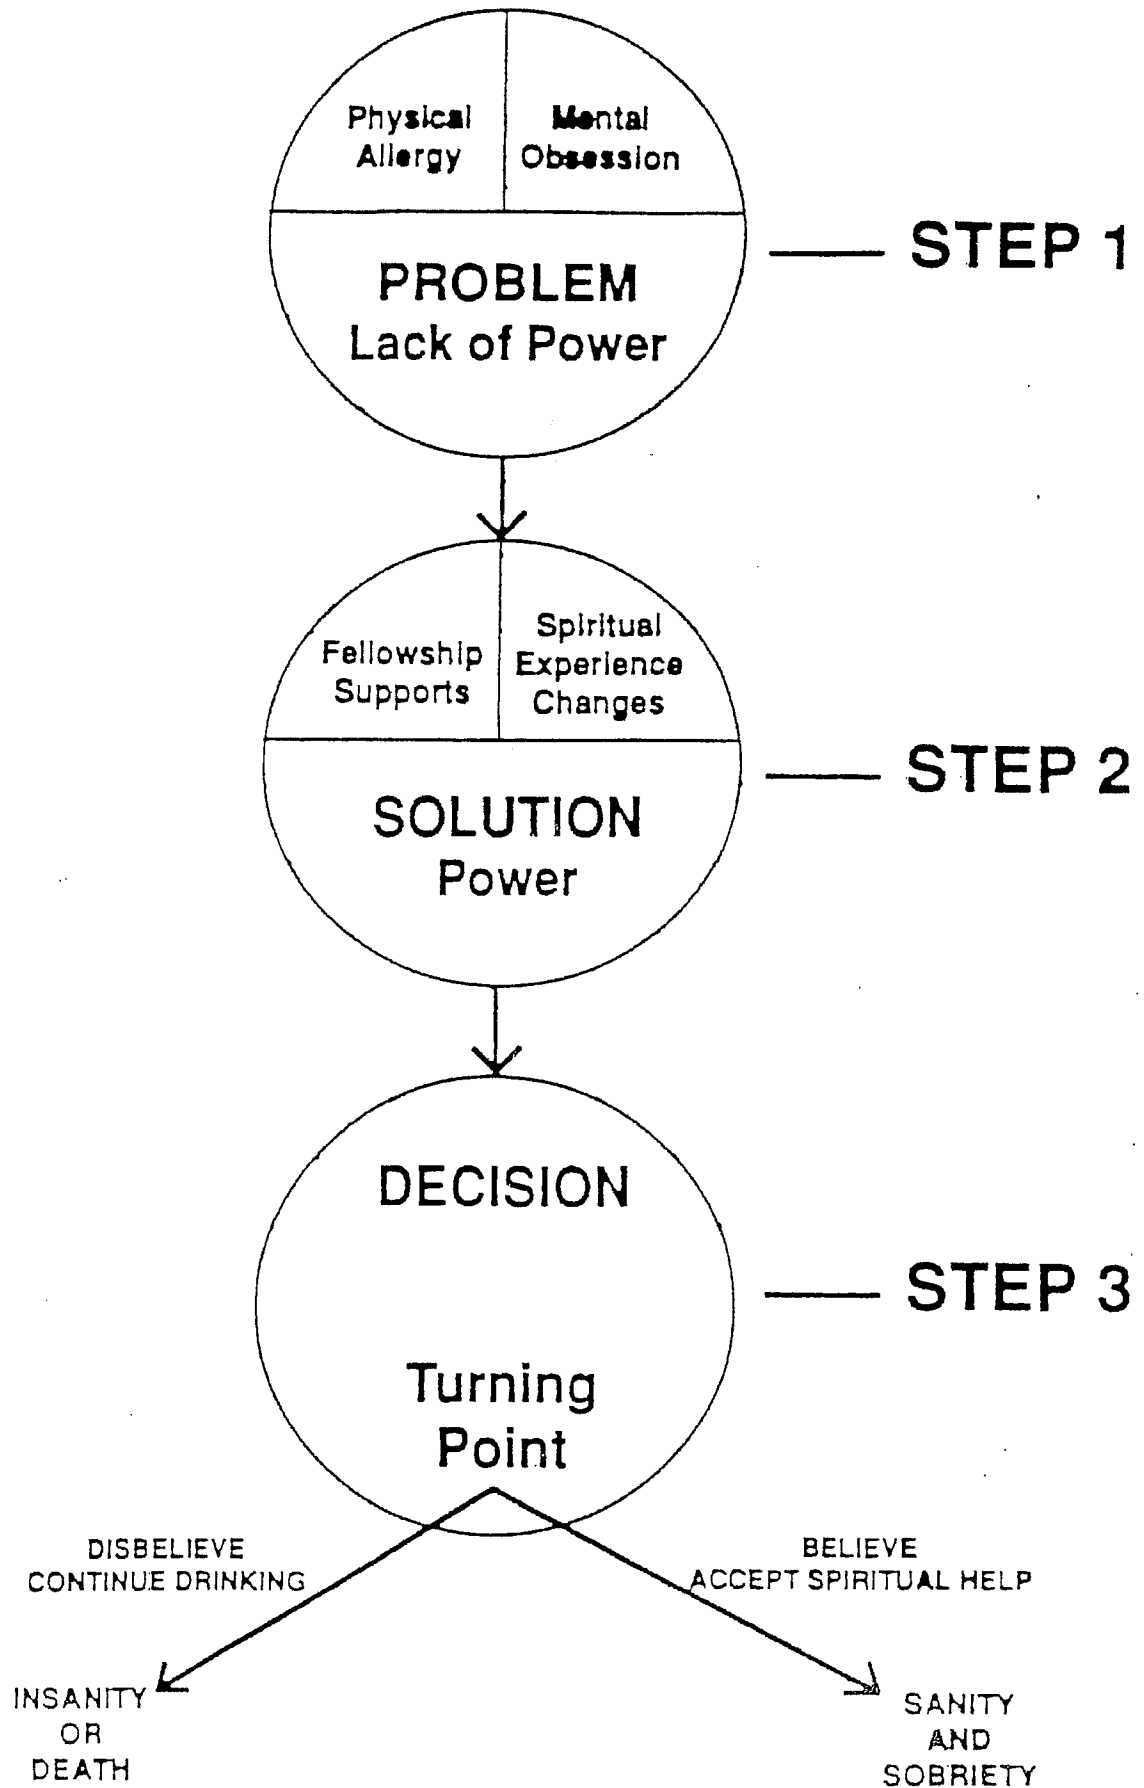 Physical
Allergy
Mental
Obsession
PROBLEM
Lack of Power
STEP 1
Fellowship
Supports
Spiritual
Experience
Changes
SOLUTION
Power
STEP 2
DECISION
STEP 3
Turning
Point
DISBELIEVE
CONTINUE DRINKING
BELIEVE
ACCEPT SPIRITUAL HELP
INSANITY
OR
DEATH
SANITY
AND
SOBRIETY